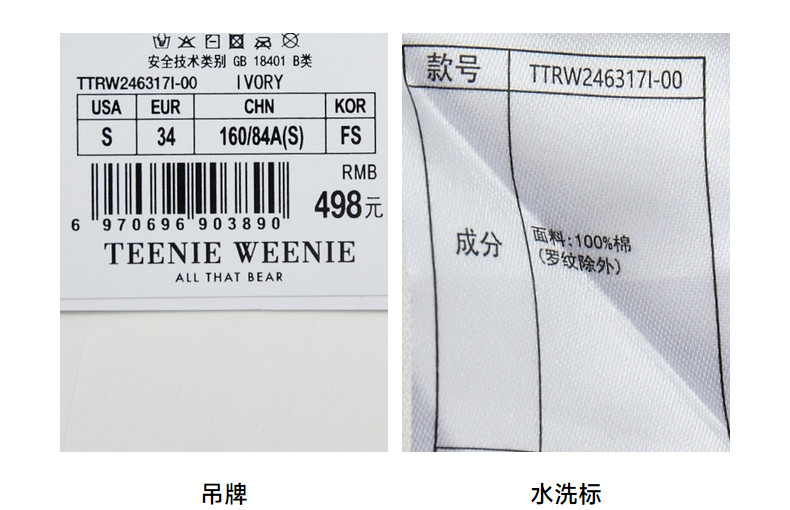 安全技术类别 GB 18401 B类
TTRW246317I-00 IVORY
USA EUR CHN KOR
S 34 160/84A(S) FS
RMB
498元
6 970696 903890
TEENIE WEENIE
ALL THAT BEAR
吊牌
款号 TTRW246317I-00
成分 面料:100%棉
(罗纹除外)
水洗标